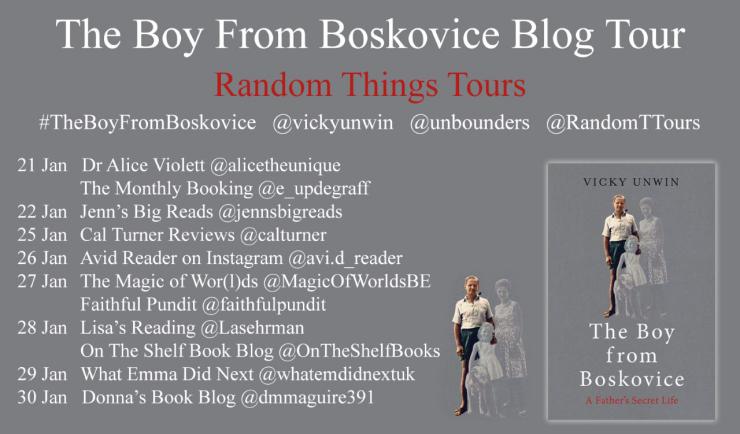 The Boy From Boskovice Blog Tour
Random Things Tours
#TheBoyFromBoskovice @vickyunwin @unbounders @RandomTTours
21 Jan Dr Alice Violett @alicetheunique
The Monthly Booking @e_updegraff
22 Jan Jenn's Big Reads @jennsbigreads
25 Jan Cal Turner Reviews @calturner
26 Jan Avid Reader on Instagram @avi.d_reader
27 Jan The Magic of Wor(l)ds @MagicOfWorldsBE
Faithful Pundit @faithfulpundit
28 Jan Lisa's Reading @Lasehrman
On The Shelf Book Blog @OnTheShelfBooks
29 Jan What Emma Did Next @whatemdidnextuk
30 Jan Donna's Book Blog @dmmaguire391
VICKY UNWIN
The Boy
from
Boskovice
A Father's Secret Life